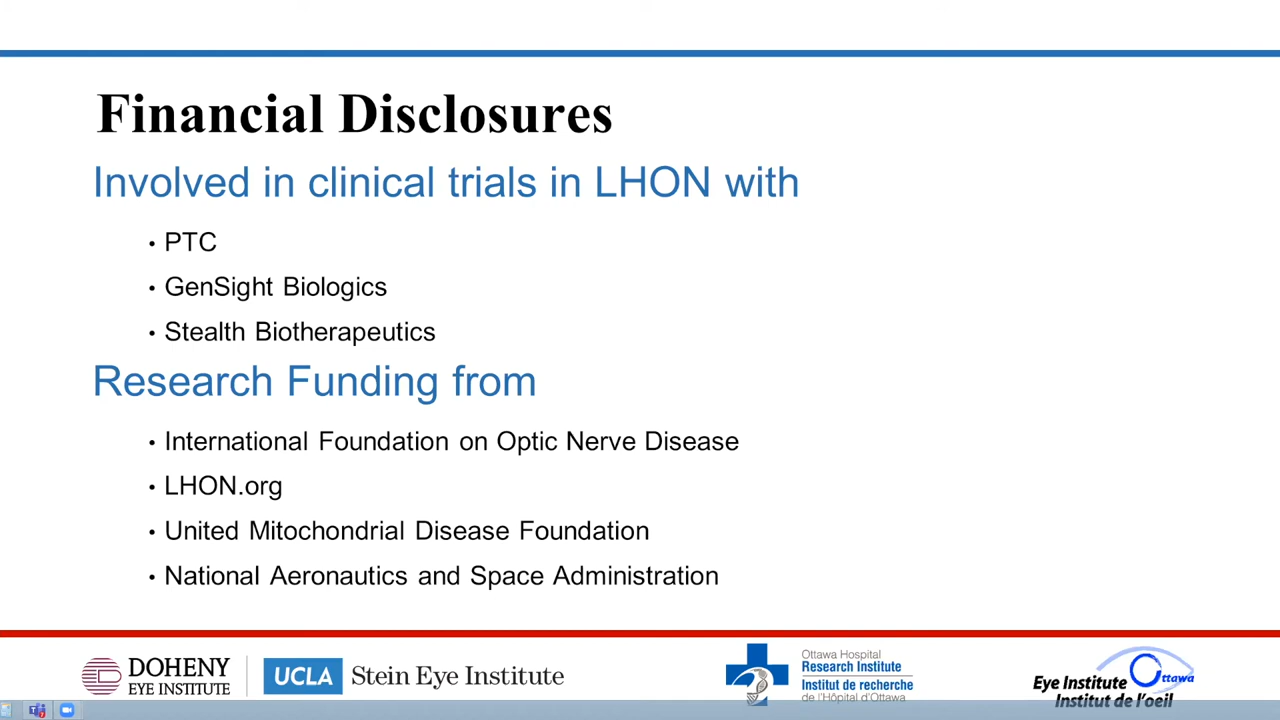 Financial Disclosures
Involved in clinical trials in LHON with
• PTC
• GenSight Biologics
• Stealth Biotherapeutics
Research Funding from
• International Foundation on Optic Nerve Disease
• LHON.org
• United Mitochondrial Disease Foundation
• National Aeronautics and Space Administration
DOHENY
EYE INSTITUTE
UCLA Stein Eye Institute
Ottawa Hospital
Research Institute
Institut de recherche
de l'Hôpital d'Ottawa
Eye Institute Ottawa
Institut de l'oeil